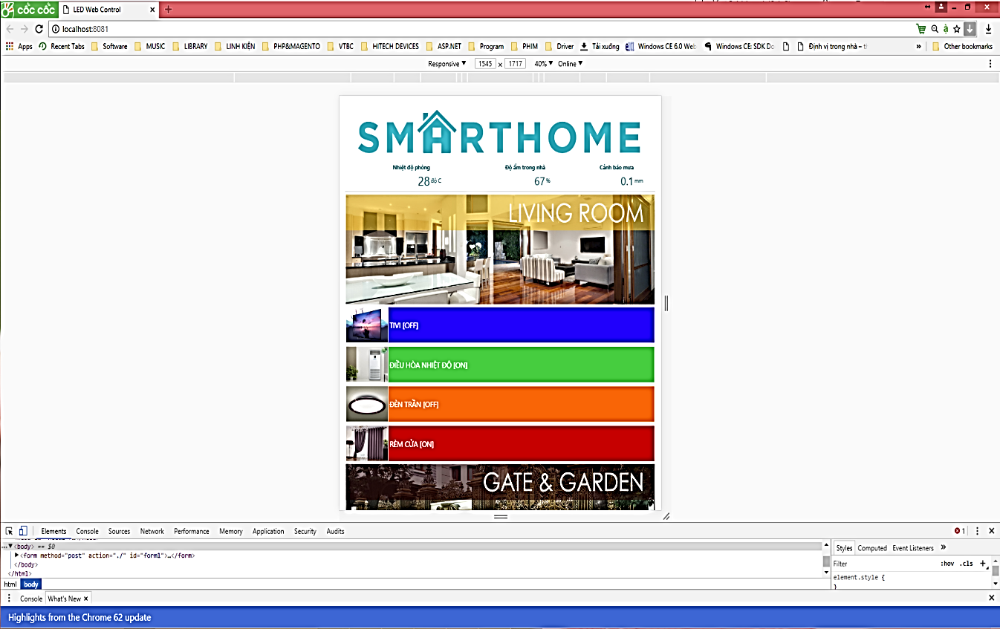 cốc cốc LED Web Control
localhost:8081
Apps Recent Tabs Software MUSIC LIBRARY LINH KIỆN PHP&MAGENTO VTBC HITECH DEVICES ASP.NET Program PHIM Driver Tải xuống Windows CE 6.0 Web Windows CE: SDK Do Định vị trong nhà – t » Other bookmarks
Responsive ▼ 1545 x 1717 40% ▼ Online ▼
SMARTHOME
Nhiệt độ phòng Độ ẩm trong nhà Cảnh báo mưa
28 độ C 67 % 0.1 mm
LIVING ROOM
TIVI [OFF]
ĐIỀU HÒA NHIỆT ĐỘ [ON]
ĐÈN TRẦN [OFF]
RÈM CỬA [ON]
GATE & GARDEN
Elements Console Sources Network Performance Memory Application Security Audits 1
...▼<body> == $0 Styles Computed Event Listeners »
▶<form method="post" action="./" id="form1">…</form>
</body> Filter :hov .cls +
</html> element.style {
html body }
Console What's New ×
Highlights from the Chrome 62 update